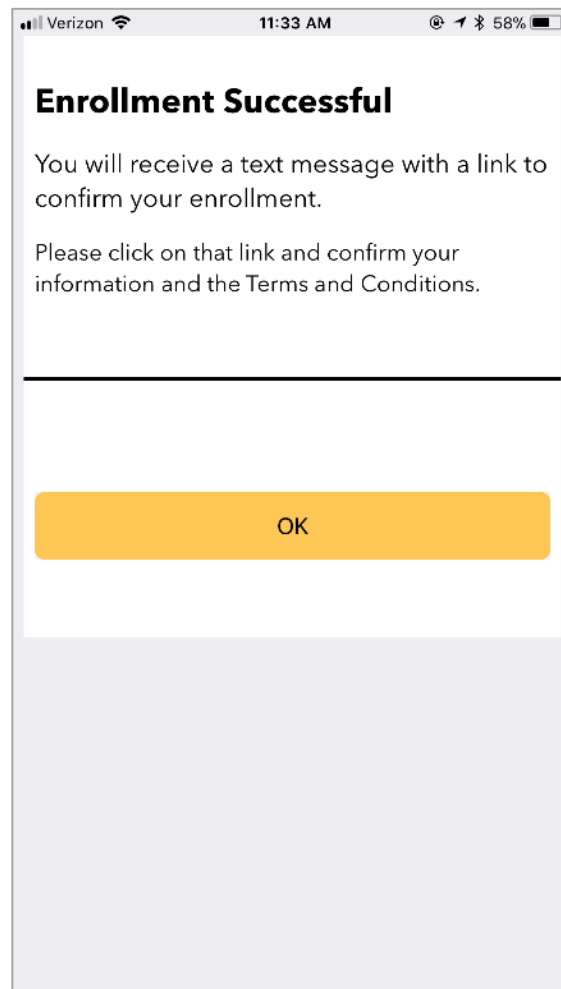 Verizon 11:33 AM 58%
Enrollment Successful
You will receive a text message with a link to
confirm your enrollment.
Please click on that link and confirm your
information and the Terms and Conditions.
OK